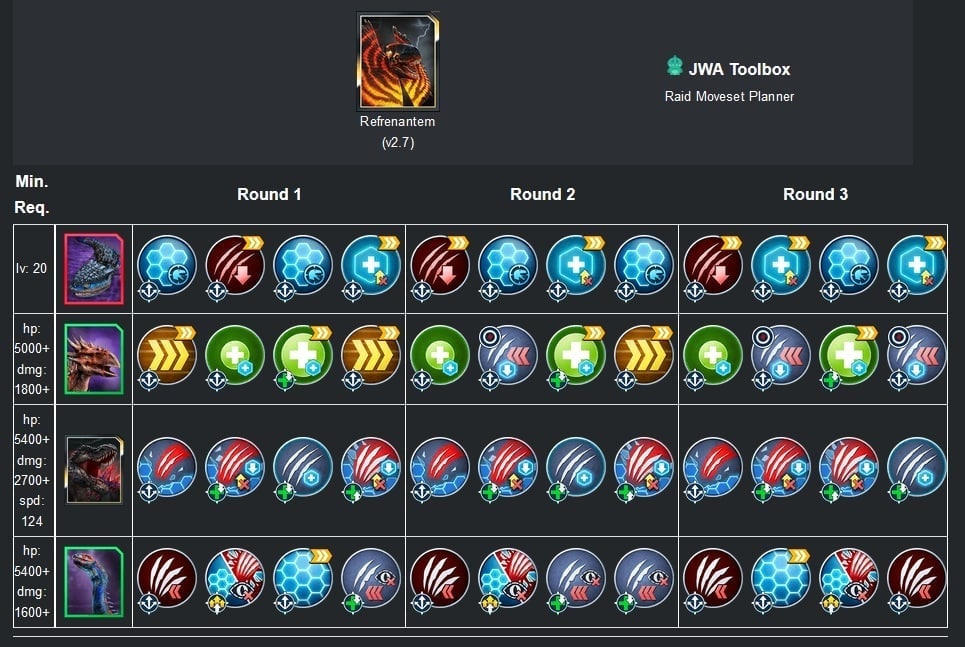 JWA Toolbox
Raid Moveset Planner
Refrenantem
(v2.7)
Min.
Req.
Round 1
Round 2
Round 3
lv: 20
hp:
5000+
dmg:
1800+
hp:
5400+
dmg:
2700+
spd:
124
hp:
5400+
dmg:
1600+